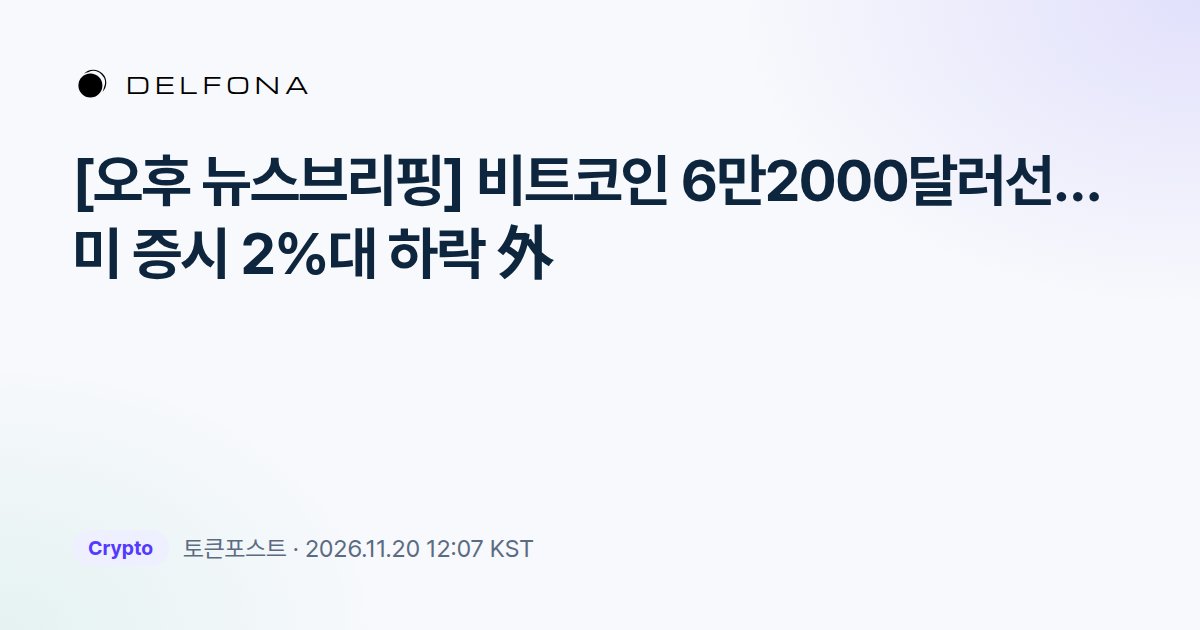 DELFONA
[오후 뉴스브리핑] 비트코인 6만2000달러선...
미 증시 2%대 하락 外
Crypto 토큰포스트 · 2026.11.20 12:07 KST